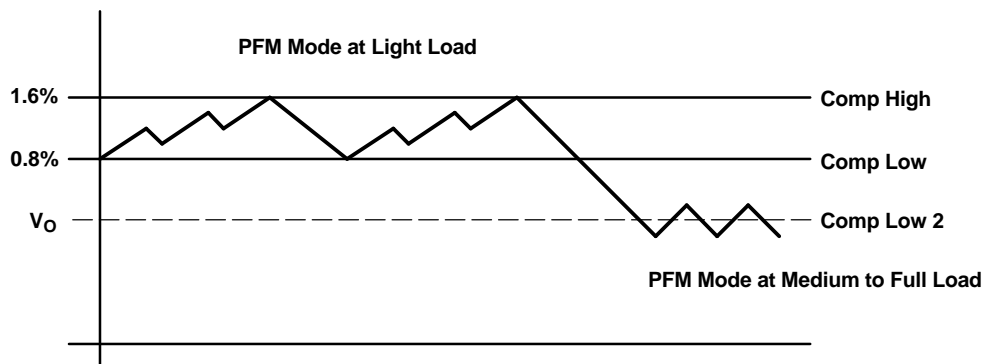 PFM Mode at Light Load
1.6%
Comp High
0.8%
Comp Low
VO
Comp Low 2
PFM Mode at Medium to Full Load